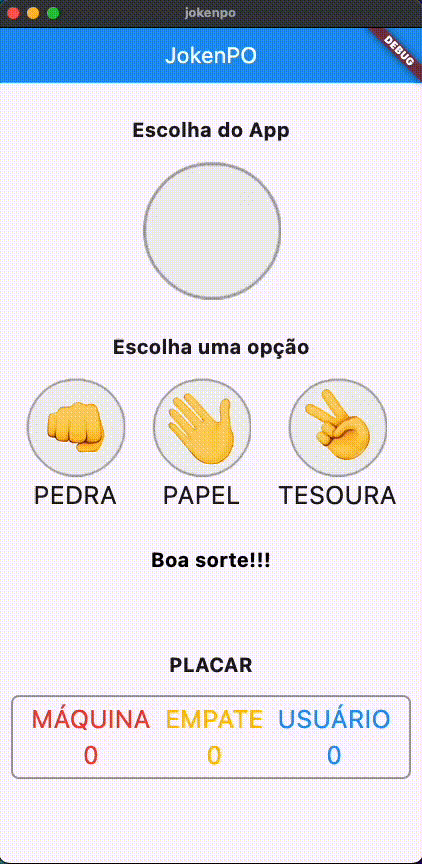 jokenpo
JokenPO
DEBUG
Escolha do App
Escolha uma opção
PEDRA PAPEL TESOURA
Boa sorte!!!
PLACAR
MÁQUINA EMPATE USUÁRIO
0 0 0